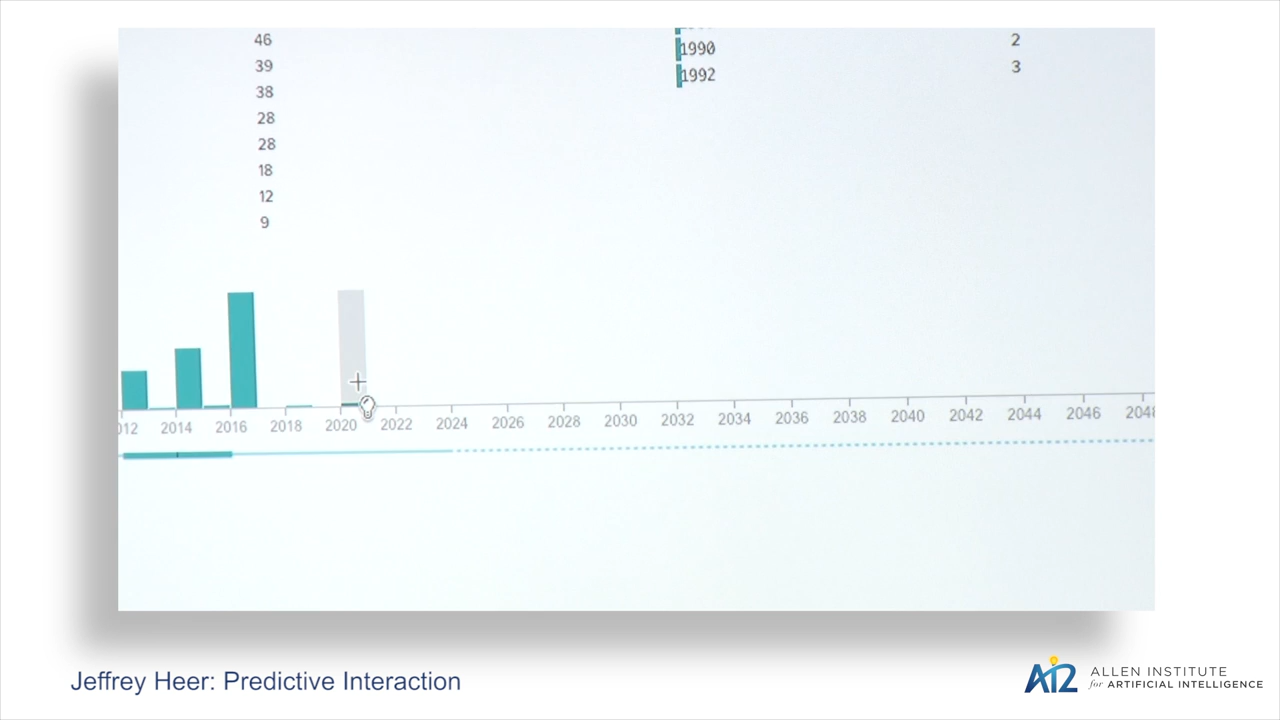 46
39
38
28
28
18
12
9
1990
1992
2
3
012 2014 2016 2018 2020 2022 2024 2026 2028 2030 2032 2034 2036 2038 2040 2042 2044 2046 2048
Jeffrey Heer: Predictive Interaction
AI2
ALLEN INSTITUTE
for ARTIFICIAL INTELLIGENCE